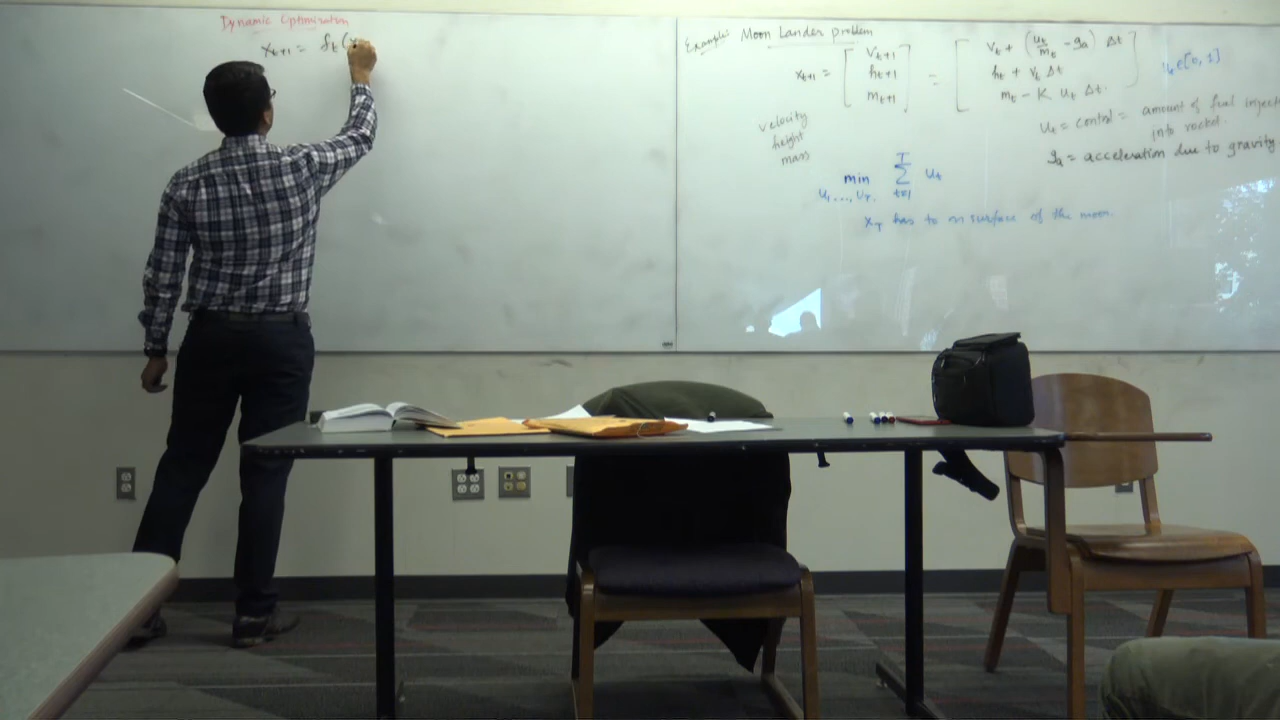 Dynamic Optimization
x_{t+1} = f_t(x
Example: Moon Lander problem
x_{t+1} = [ v_{t+1} ] = [ v_t + (u_t/m_t - g_a) Δt ]
[ h_{t+1} ] [ h_t + v_t Δt ]
[ m_{t+1} ] [ m_t - K u_t Δt. ]
u_t ∈ [0, 1]
velocity
height
mass
u_t = control = amount of fuel inject
into rocket.
g_a = acceleration due to gravity.
min Σ_{t=1}^{T} u_t
u_1, ..., u_T,
x_T has to on surface of the moon.